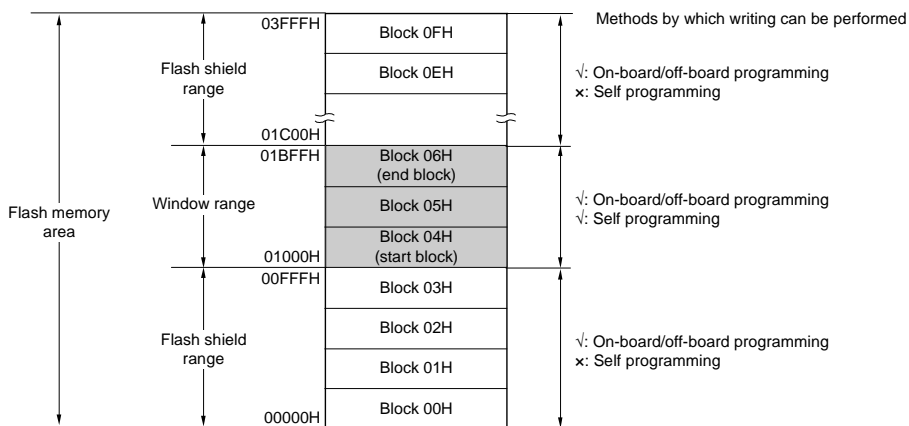 Methods by which writing can be performed
03FFFH
Block 0FH
Block 0EH
Flash shield
range
√: On-board/off-board programming
×: Self programming
01C00H
01BFFH
Block 06H
(end block)
Block 05H
Block 04H
(start block)
Window range
√: On-board/off-board programming
√: Self programming
Flash memory
area
01000H
00FFFH
Block 03H
Block 02H
Block 01H
Block 00H
Flash shield
range
√: On-board/off-board programming
×: Self programming
00000H